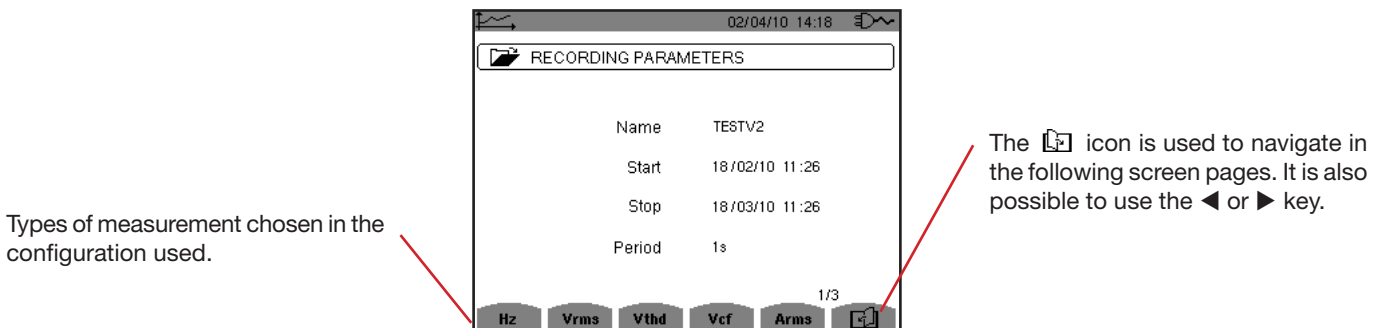 02/04/10 14:18
RECORDING PARAMETERS
Name TESTV2
Start 18/02/10 11:26
Stop 18/03/10 11:26
Period 1s
1/3
Hz Vrms Vthd Vcf Arms
Types of measurement chosen in the
configuration used.
The icon is used to navigate in
the following screen pages. It is also
possible to use the ◄ or ► key.